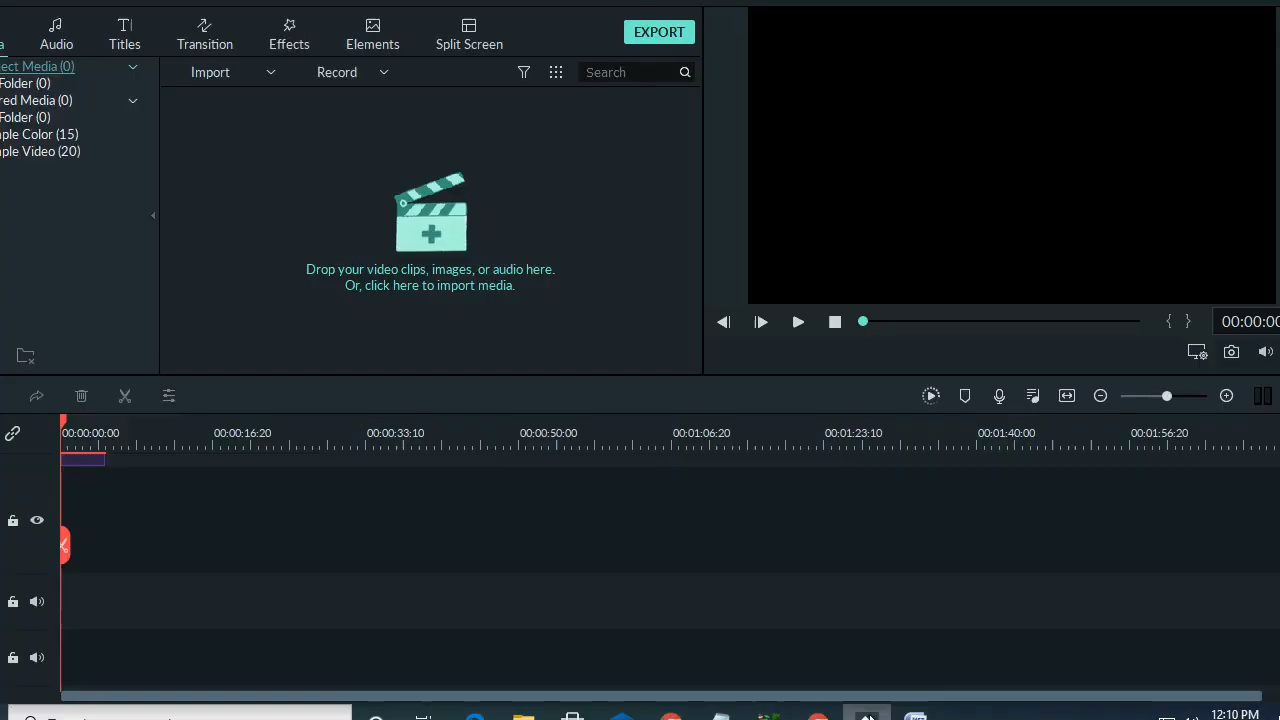 Audio Titles Transition Effects Elements Split Screen EXPORT
ect Media (0)
Folder (0)
red Media (0)
Folder (0)
ple Color (15)
ple Video (20)
Import Record Search
Drop your video clips, images, or audio here.
Or, click here to import media.
00:00:00
00:00:00:00 00:00:16:20 00:00:33:10 00:00:50:00 00:01:06:20 00:01:23:10 00:01:40:00 00:01:56:20
12:10 PM